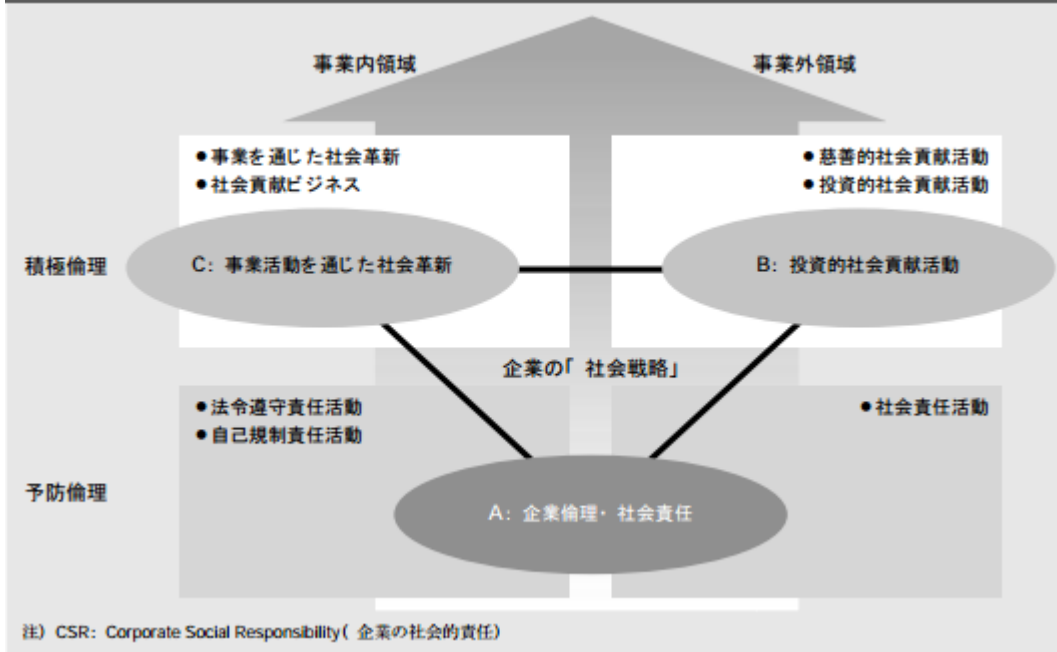 事業内領域
事業外領域
●事業を通じた社会革新
●社会貢献ビジネス
●慈善的社会貢献活動
●投資的社会貢献活動
積極倫理
C: 事業活動を通じた社会革新
B: 投資的社会貢献活動
企業の「社会戦略」
●法令遵守責任活動
●自己規制責任活動
●社会責任活動
予防倫理
A: 企業倫理・社会責任
注) CSR: Corporate Social Responsibility(企業の社会的責任)